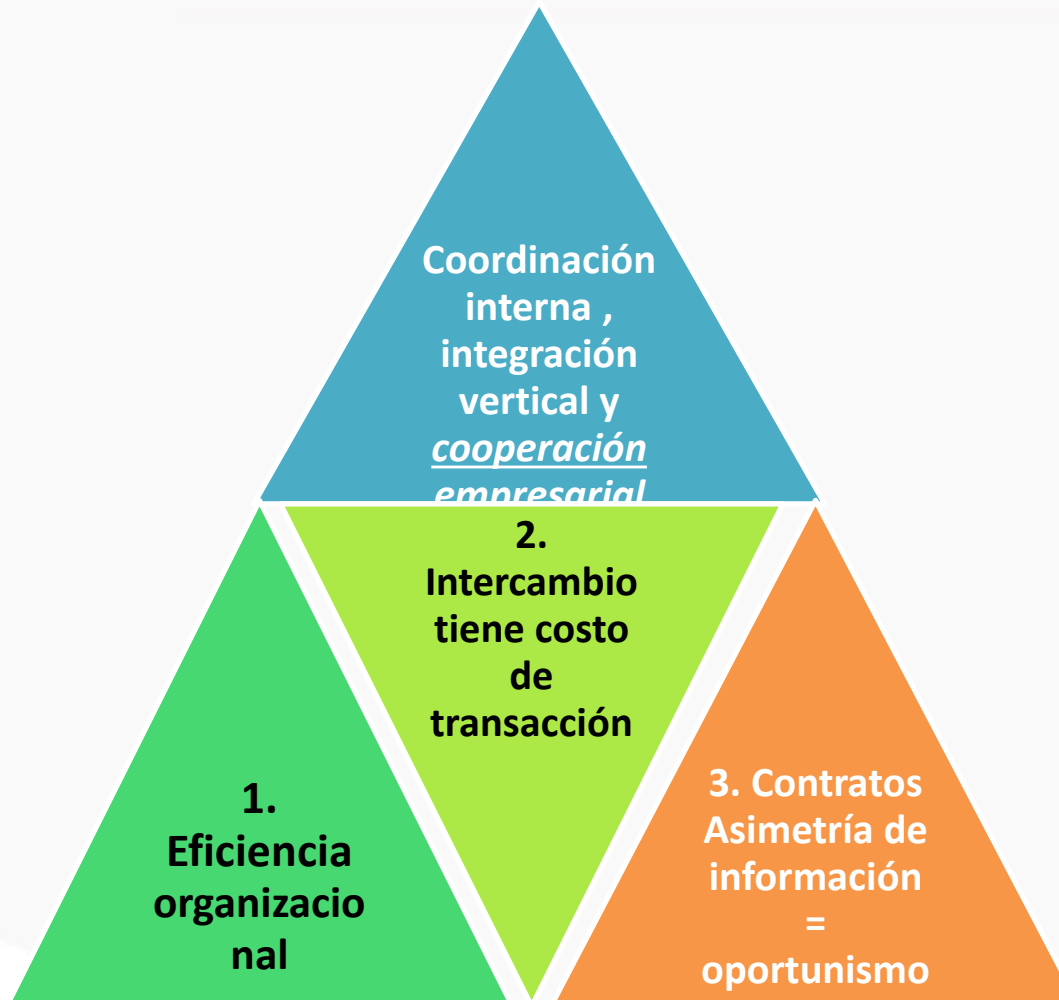 Coordinación
interna ,
integración
vertical y
cooperación
empresarial
2.
Intercambio
tiene costo
de
transacción
1.
Eficiencia
organizacio
nal
3. Contratos
Asimetría de
información
=
oportunismo